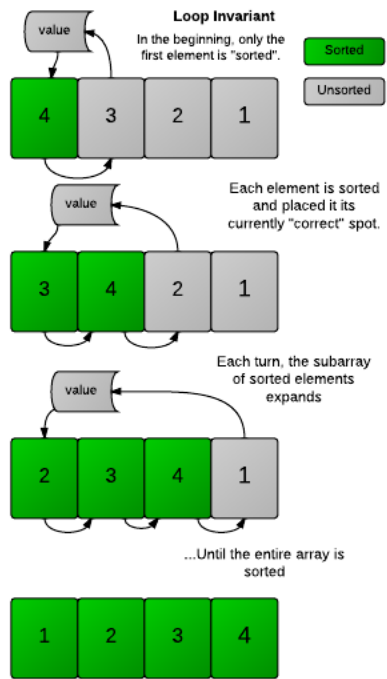 Loop Invariant
value
In the beginning, only the
first element is "sorted".
Sorted
Unsorted
4 3 2 1
value
Each element is sorted
and placed it its
currently "correct" spot.
3 4 2 1
Each turn, the subarray
of sorted elements
expands
value
2 3 4 1
...Until the entire array is
sorted
1 2 3 4